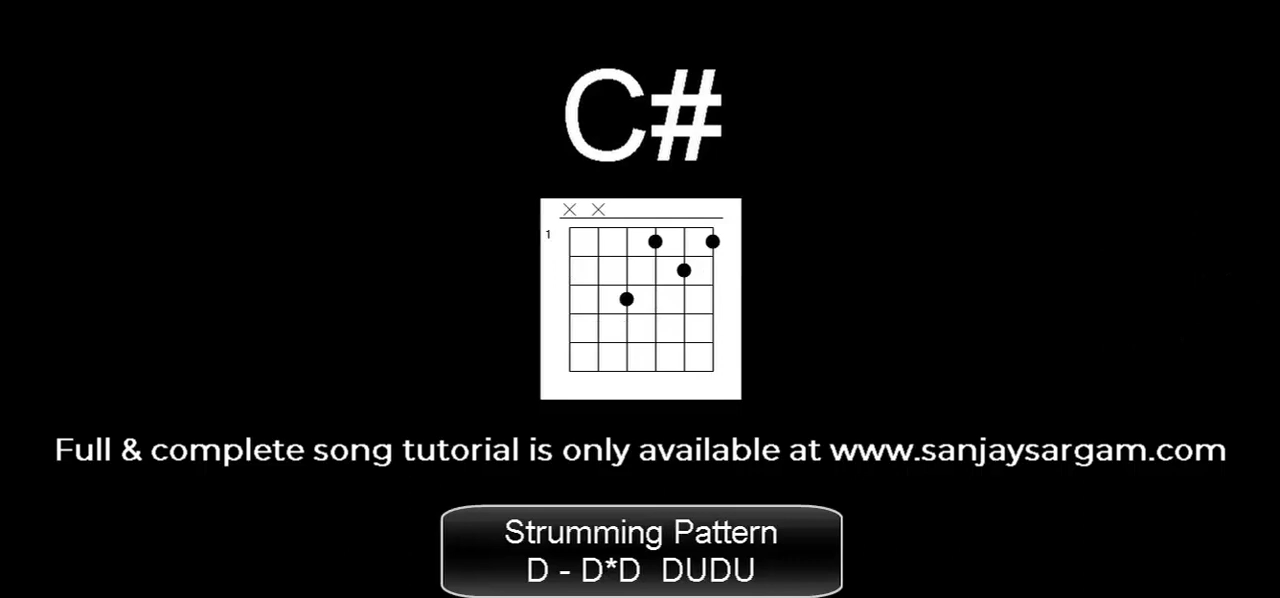 C#
X X
1
Full & complete song tutorial is only available at www.sanjaysargam.com
Strumming Pattern
D - D*D  DUDU